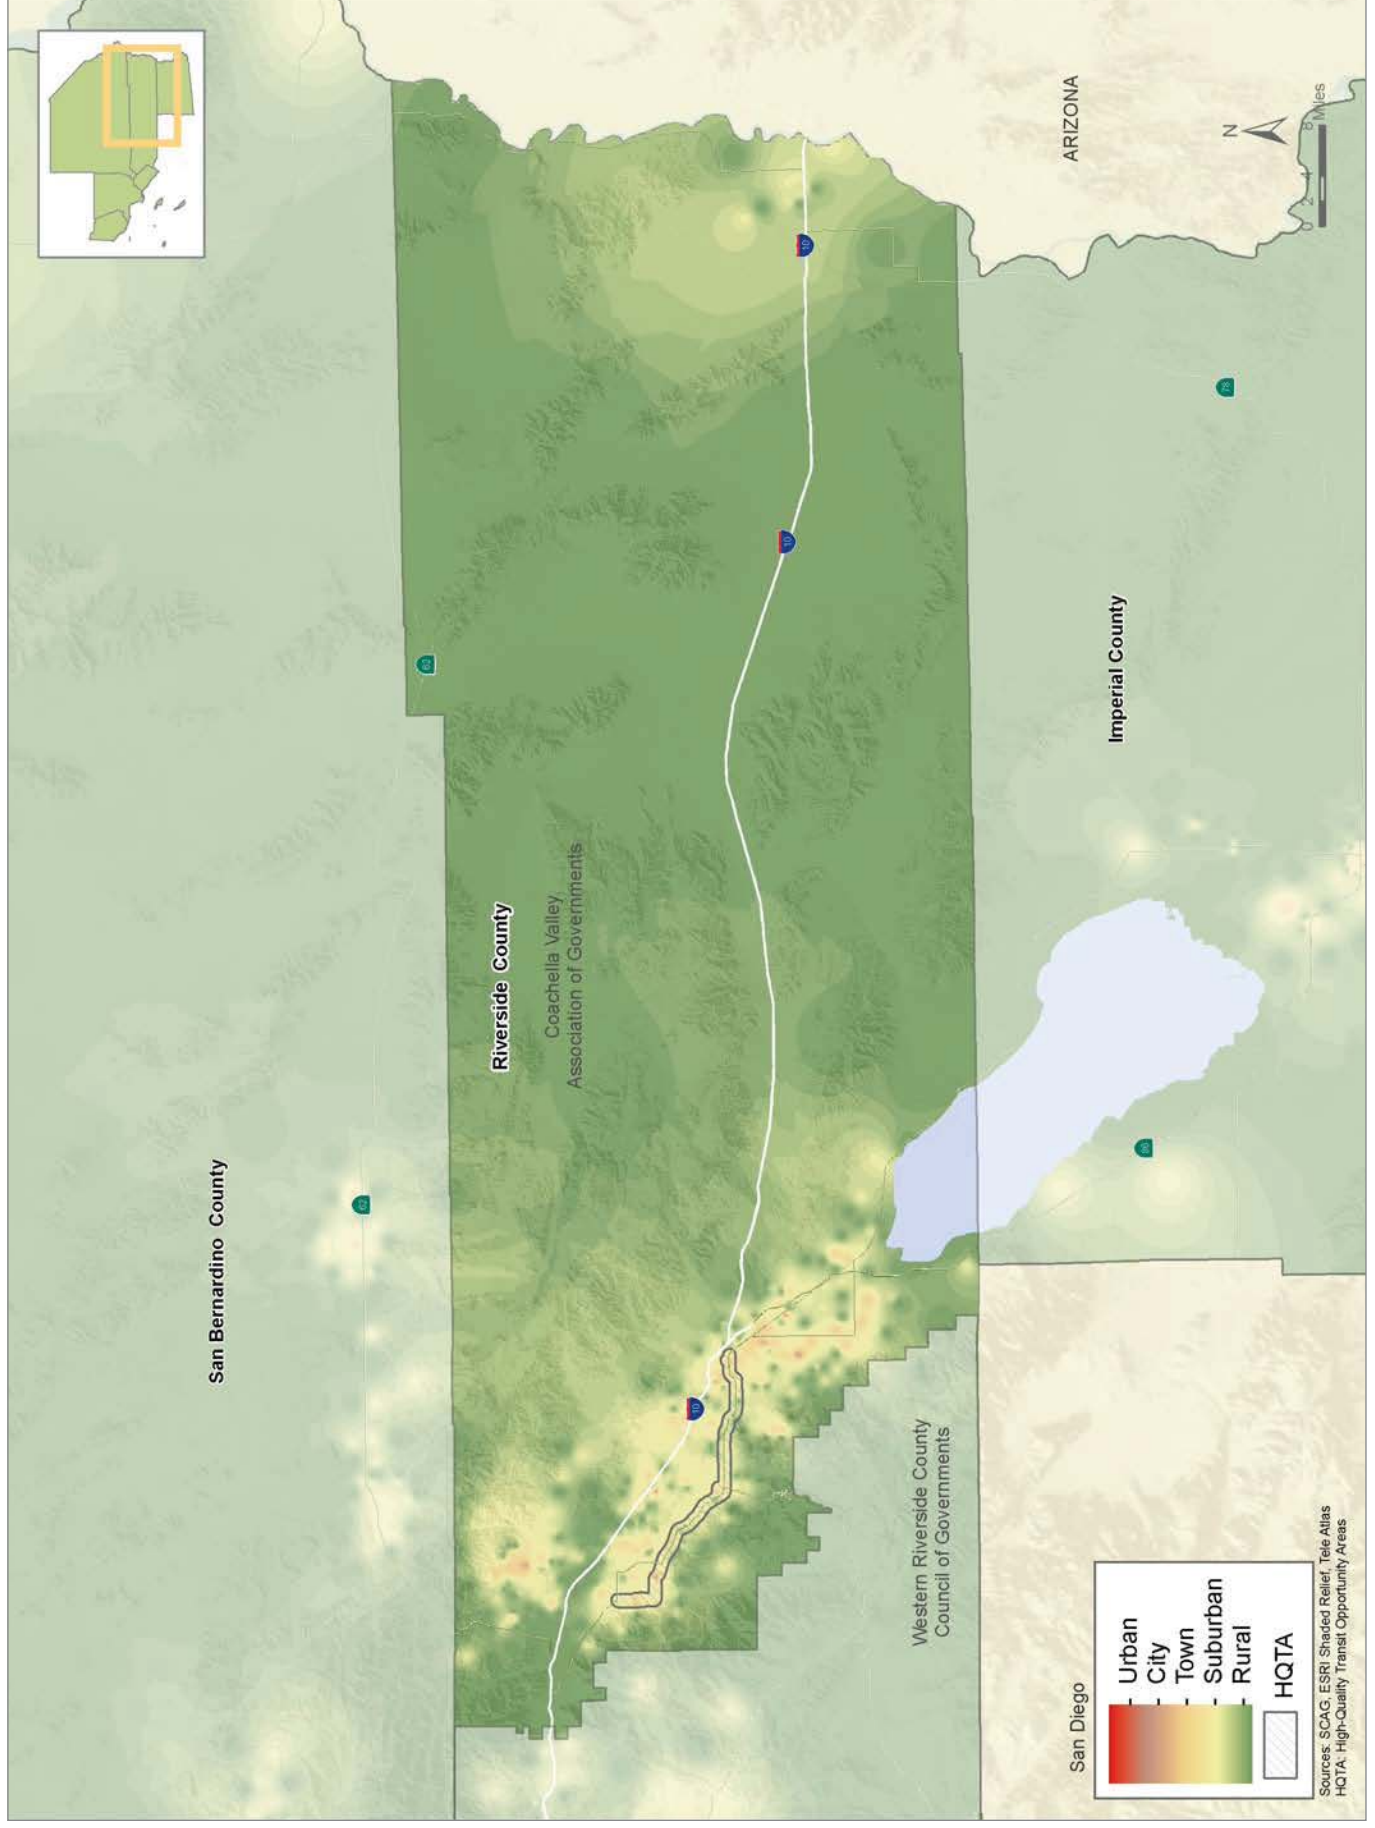 San Bernardino County
62
62
Riverside County
Coachella Valley
Association of Governments
10
10
10
ARIZONA
N
0 2 4 8
Miles
Imperial County
78
86
Western Riverside County
Council of Governments
San Diego
Urban
City
Town
Suburban
Rural
HQTA
Sources: SCAG, ESRI Shaded Relief, Tele Atlas
HQTA: High-Quality Transit Opportunity Areas